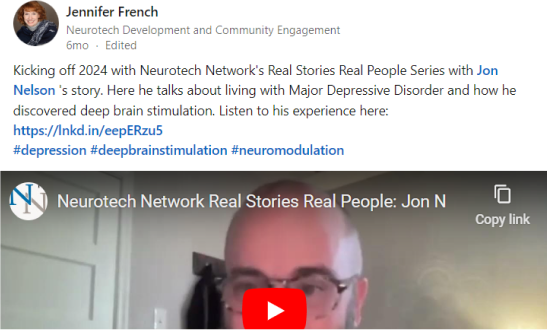 Jennifer French
Neurotech Development and Community Engagement
6mo · Edited
Kicking off 2024 with Neurotech Network's Real Stories Real People Series with Jon
Nelson 's story. Here he talks about living with Major Depressive Disorder and how he
discovered deep brain stimulation. Listen to his experience here:
https://lnkd.in/eepERzu5
#depression #deepbrainstimulation #neuromodulation
N
Neurotech Network Real Stories Real People: Jon N
Copy link